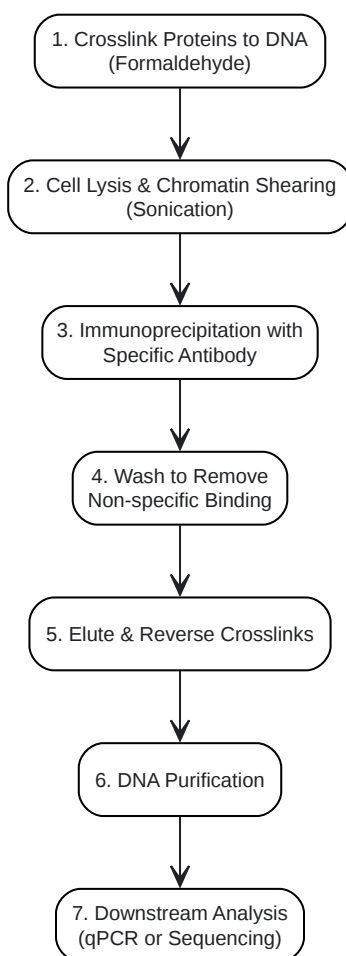 1. Crosslink Proteins to DNA
(Formaldehyde)
2. Cell Lysis & Chromatin Shearing
(Sonication)
3. Immunoprecipitation with
Specific Antibody
4. Wash to Remove
Non-specific Binding
5. Elute & Reverse Crosslinks
6. DNA Purification
7. Downstream Analysis
(qPCR or Sequencing)